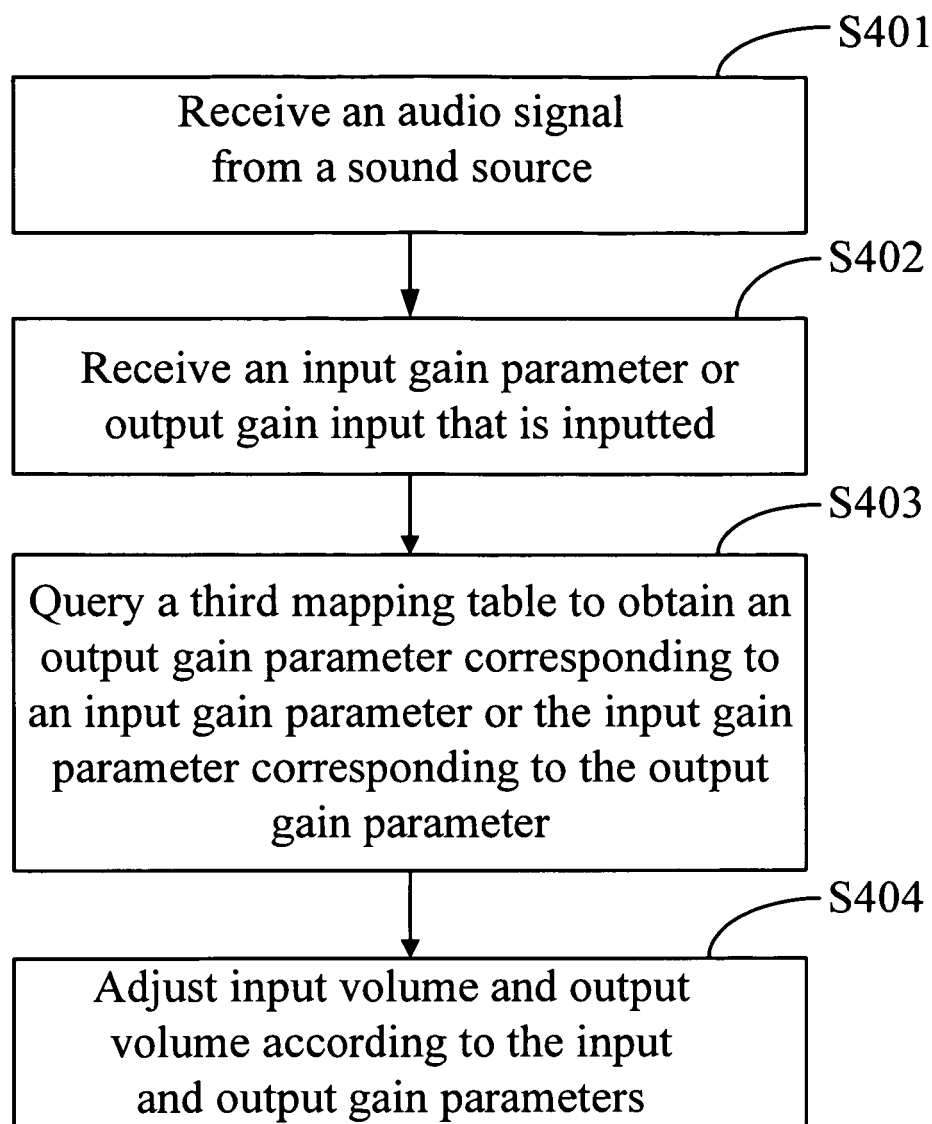 S401
Receive an audio signal
from a sound source
S402
Receive an input gain parameter or
output gain input that is inputted
S403
Query a third mapping table to obtain an
output gain parameter corresponding to
an input gain parameter or the input gain
parameter corresponding to the output
gain parameter
S404
Adjust input volume and output
volume according to the input
and output gain parameters